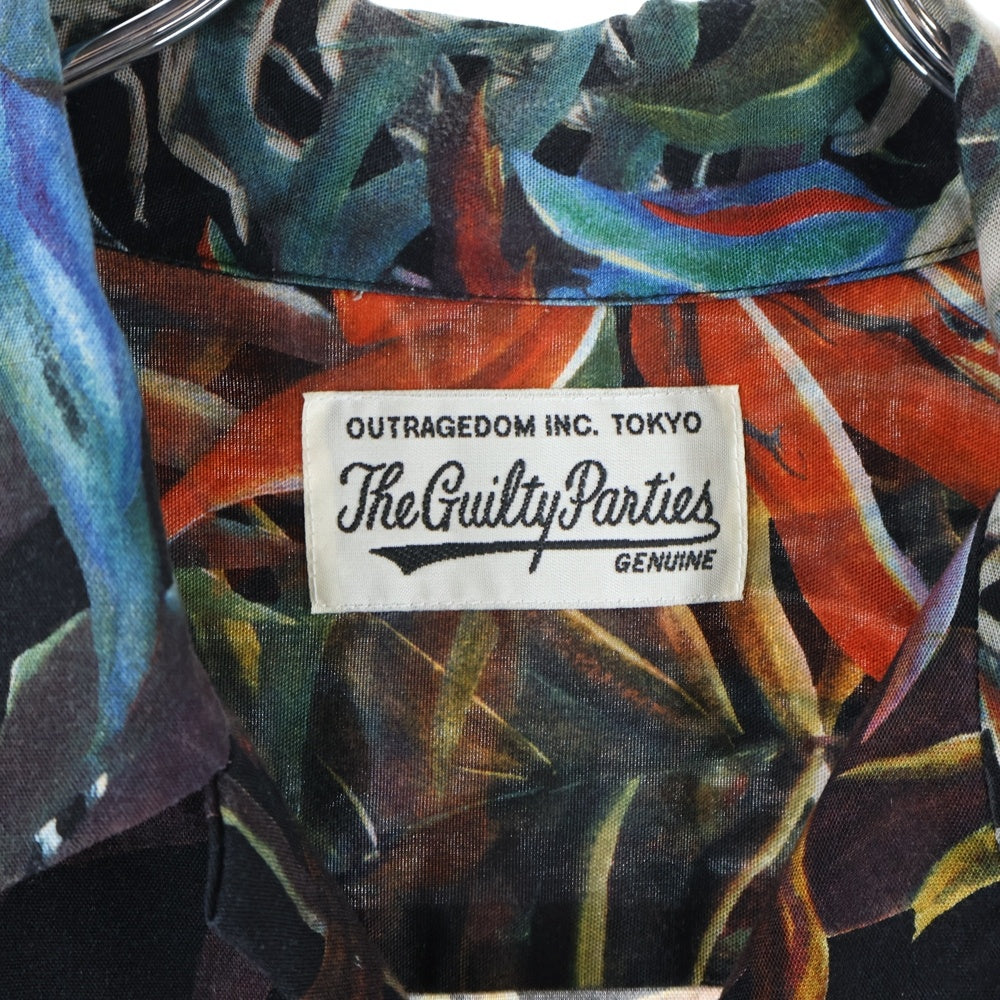 OUTRAGEDOM INC. TOKYO
The Guilty Parties
GENUINE